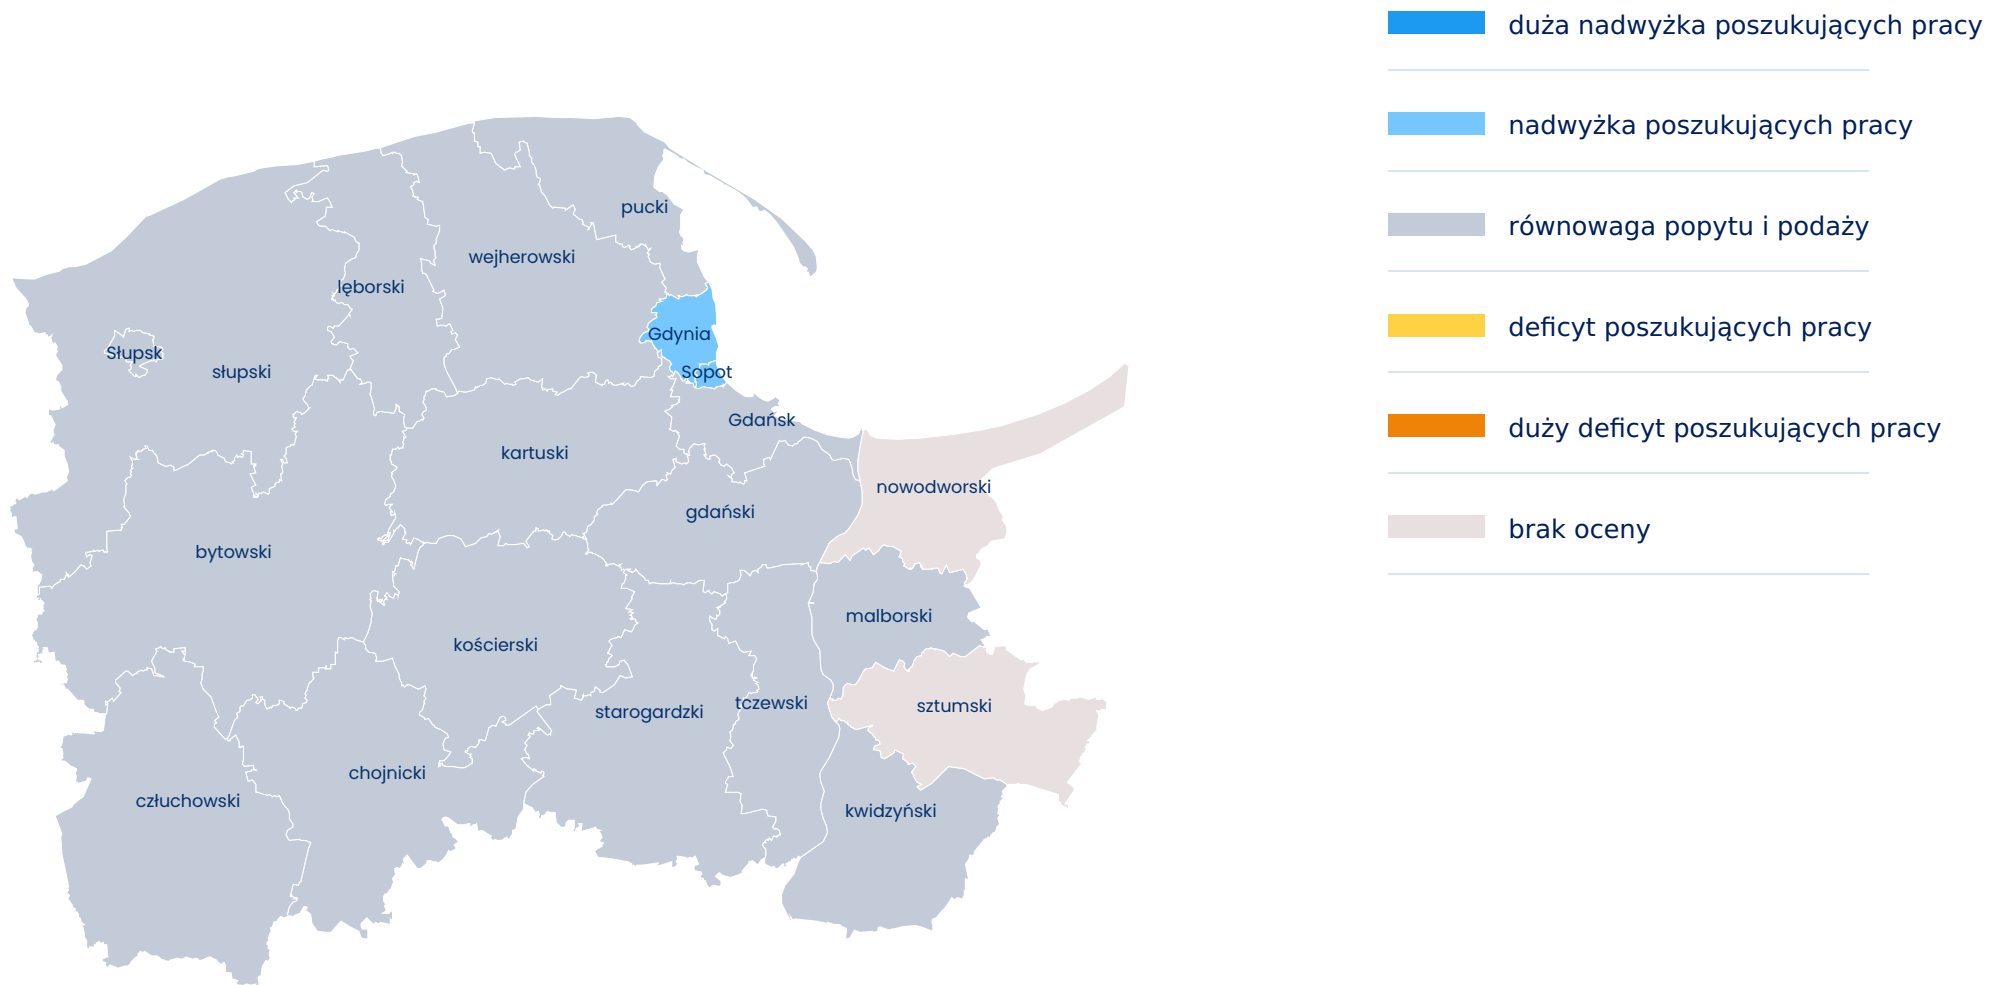 duża nadwyżka poszukujących pracy
nadwyżka poszukujących pracy
równowaga popytu i podaży
deficyt poszukujących pracy
duży deficyt poszukujących pracy
brak oceny
pucki
wejherowski
lęborski
Gdynia
Słupsk
słupski
Sopot
Gdańsk
kartuski
nowodworski
gdański
bytowski
malborski
kościerski
tczewski
sztumski
starogardzki
chojnicki
człuchowski
kwidzyński